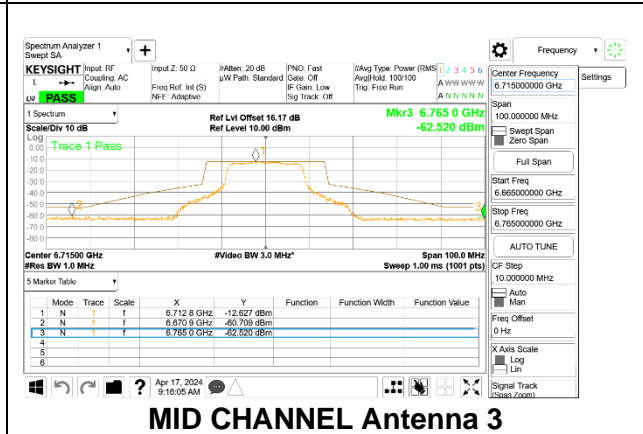 Spectrum Analyzer 1
Swept SA
Frequency
KEYSIGHT
L
PASS
Input: RF
Coupling: AC
Align: Auto
Input Z: 50 Ω
Freq Ref: Int (S)
NFE: Adaptive
#Atten: 20 dB
µW Path: Standard
PNO: Fast
Gate: Off
IF Gain: Low
Sig Track: Off
#Avg Type: Power (RMS
Avg|Hold: 100/100
Trig: Free Run
1 2 3 4 5 6
A W W W W W
A N N N N N
1 Spectrum
Scale/Div 10 dB
Ref Lvl Offset 16.17 dB
Ref Level 10.00 dBm
Mkr3 6.765 0 GHz
-62.520 dBm
Log
Trace 1 Pass
0.00
-10.0
-20.0
-30.0
-40.0
-50.0
-60.0
-70.0
-80.0
1
2
3
Center 6.71500 GHz
#Res BW 1.0 MHz
#Video BW 3.0 MHz*
Span 100.0 MHz
Sweep 1.00 ms (1001 pts)
5 Marker Table
Mode Trace Scale X Y Function Function Width Function Value
1 N 1 f 6.712 8 GHz -12.627 dBm
2 N 1 f 6.670 9 GHz -60.709 dBm
3 N 1 f 6.765 0 GHz -62.520 dBm
4
5
6
Apr 17, 2024
9:16:05 AM
Center Frequency
6.715000000 GHz
Settings
Span
100.000000 MHz
Swept Span
Zero Span
Full Span
Start Freq
6.665000000 GHz
Stop Freq
6.765000000 GHz
AUTO TUNE
CF Step
10.000000 MHz
Auto
Man
Freq Offset
0 Hz
X Axis Scale
Log
Lin
Signal Track
(Span Zoom)
MID CHANNEL Antenna 3